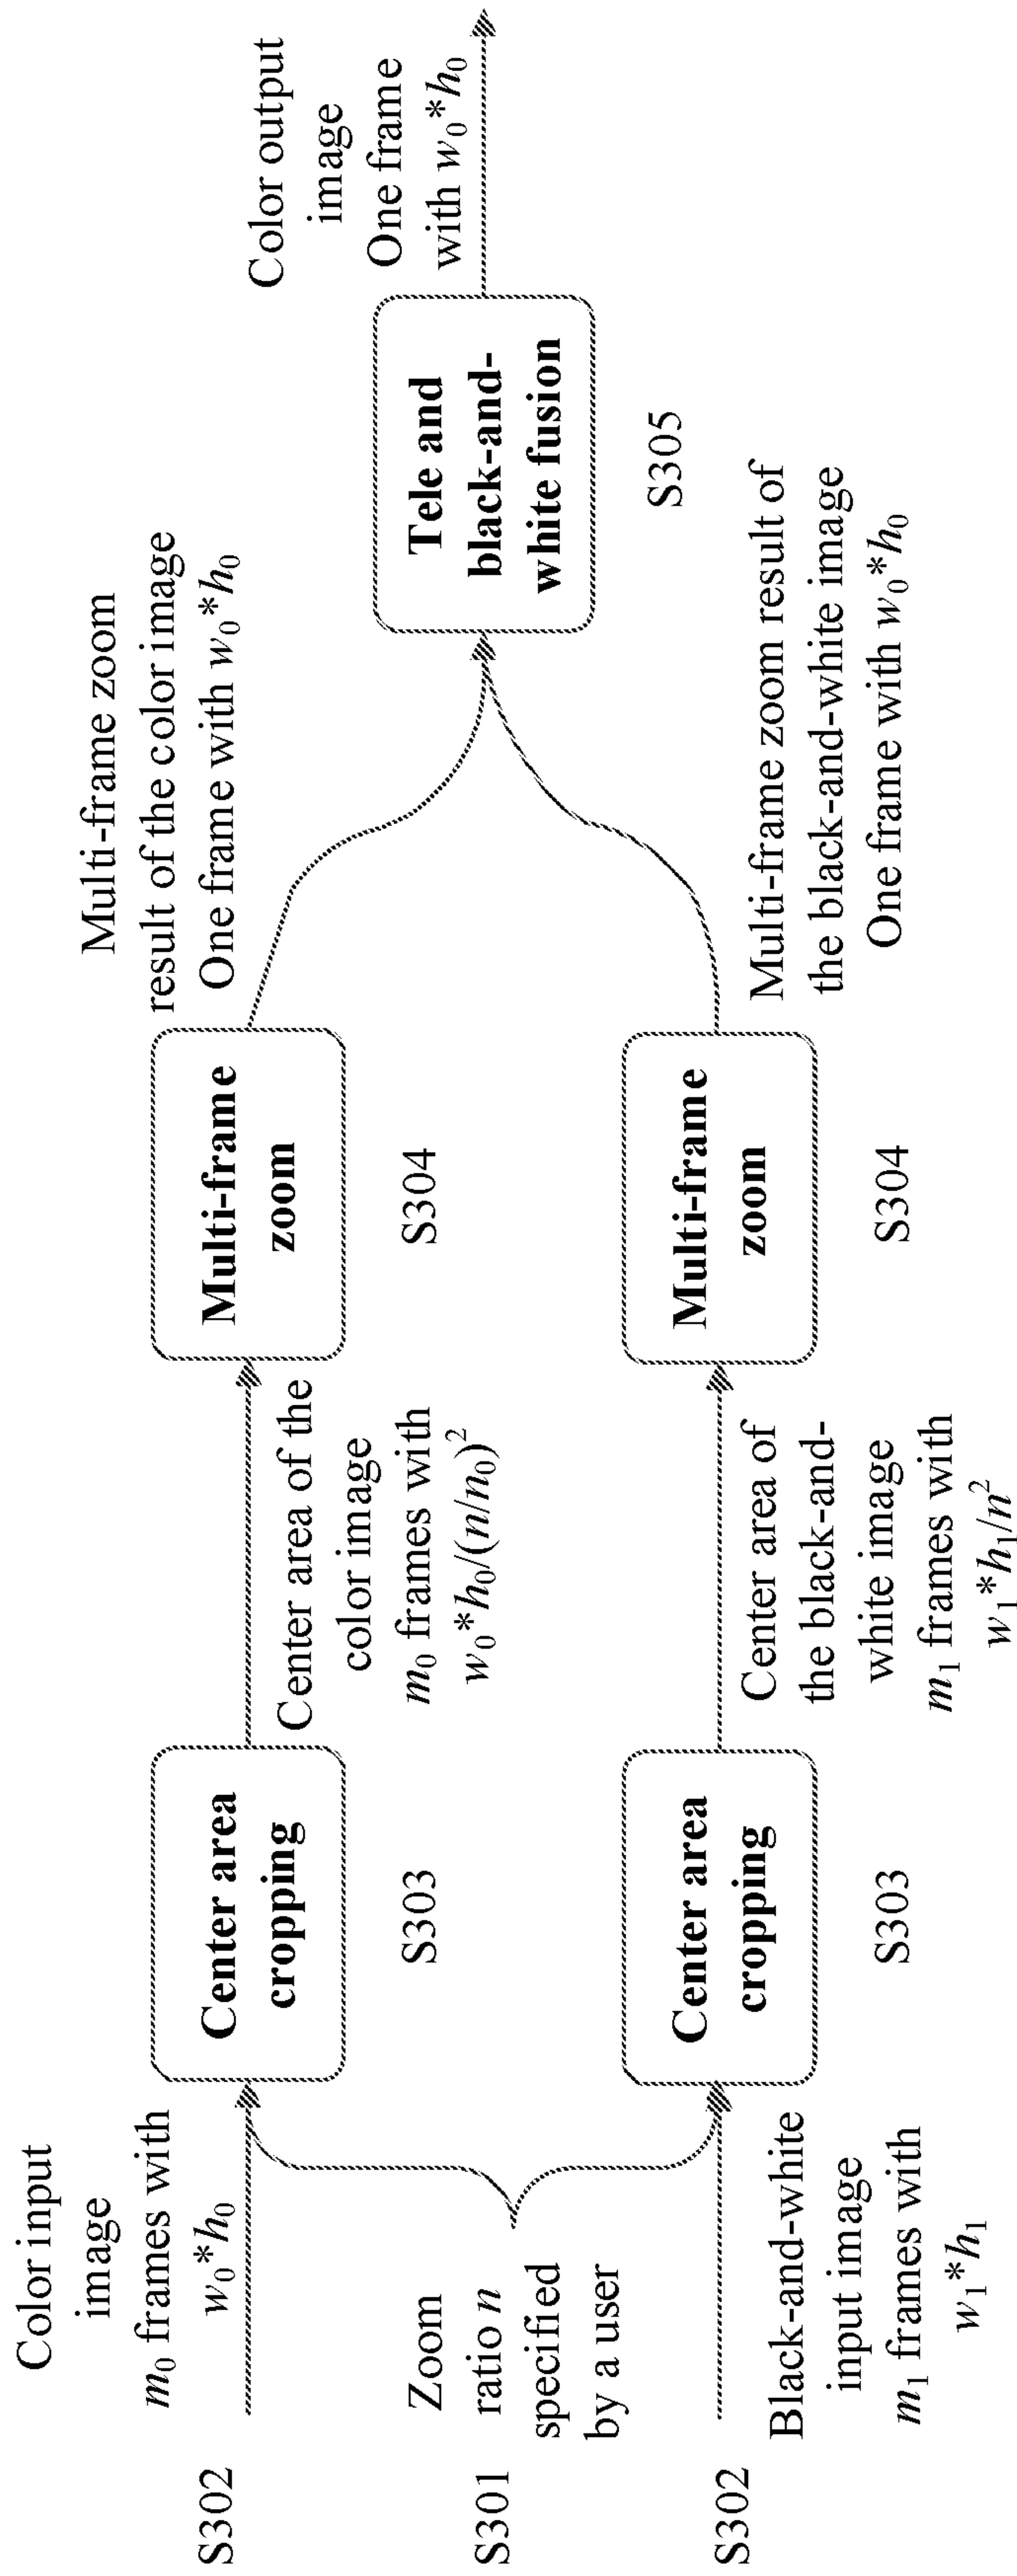 S302
Color input
image
m₀ frames with
w₀*h₀
S301
Zoom
ratio n
specified
by a user
S302
Black-and-white
input image
m₁ frames with
w₁*h₁
Center area
cropping
S303
Center area
cropping
S303
Center area of the
color image
m₀ frames with
w₀*h₀/(n/n₀)²
Center area of
the black-and-
white image
m₁ frames with
w₁*h₁/n²
Multi-frame
zoom
S304
Multi-frame
zoom
S304
Multi-frame zoom
result of the color image
One frame with w₀*h₀
Multi-frame zoom result of
the black-and-white image
One frame with w₀*h₀
Tele and
black-and-
white fusion
S305
Color output
image
One frame
with w₀*h₀